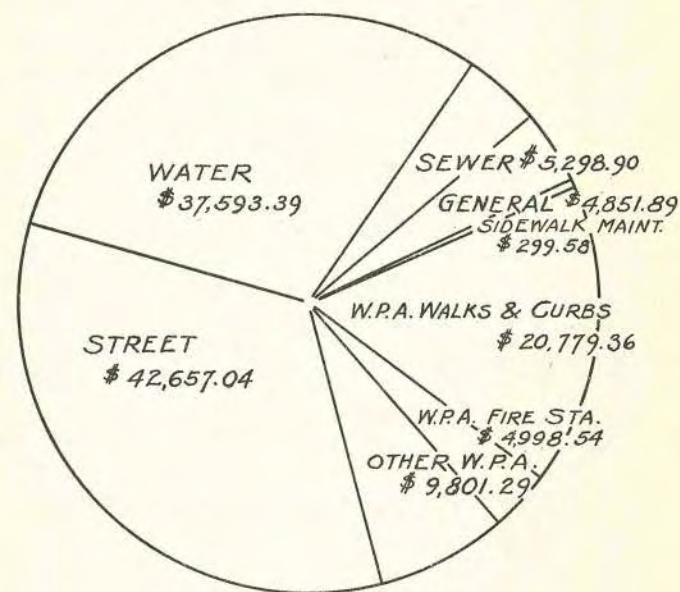 WATER
$37,593.39
SEWER $5,298.90
GENERAL $4,851.89
SIDEWALK MAINT.
$299.58
W.P.A. WALKS & CURBS
$20,779.36
STREET
$42,657.04
W.P.A. FIRE STA.
$4,998.54
OTHER W.P.A.
$9,801.29